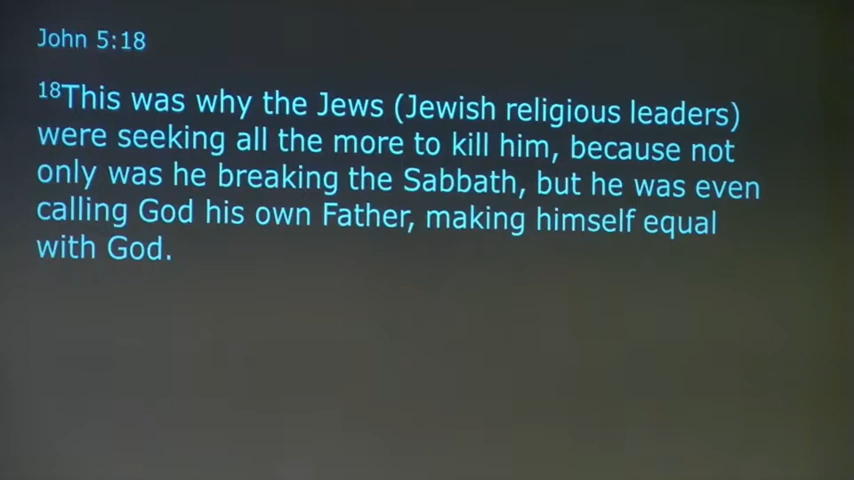 John 5:18
18This was why the Jews (Jewish religious leaders)
were seeking all the more to kill him, because not
only was he breaking the Sabbath, but he was even
calling God his own Father, making himself equal
with God.